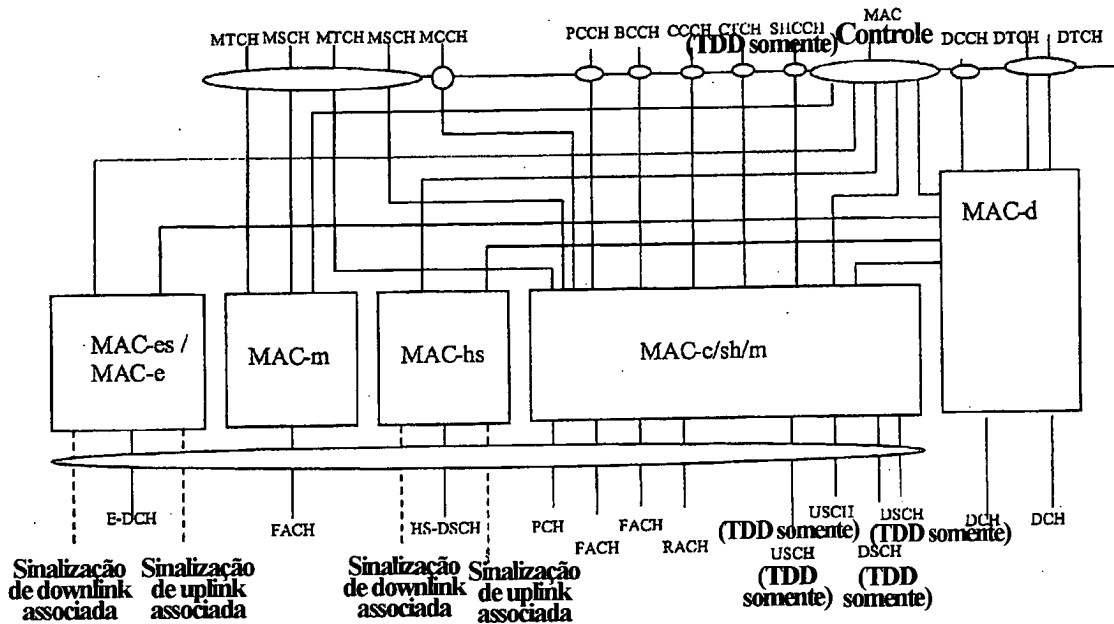 MTCH MSCH MTCH MSCH MCCH PCCH BCCH CCCH CTCH SHCCH MAC DCCH DTCH DTCH
(TDD somente) Controle
MAC-d
MAC-es /
MAC-e
MAC-m
MAC-hs
MAC-c/sh/m
E-DCH
FACH
HS-DSCH
PCH
FACH
FACH
RACH
USCH
(TDD somente)
USCH
(TDD
somente)
DSCH
(TDD somente)
DSCH
(TDD
somente)
DCH
DCH
Sinalização
de downlink
associada
Sinalização
de uplink
associada
Sinalização
de downlink
associada
Sinalização
de uplink
associada